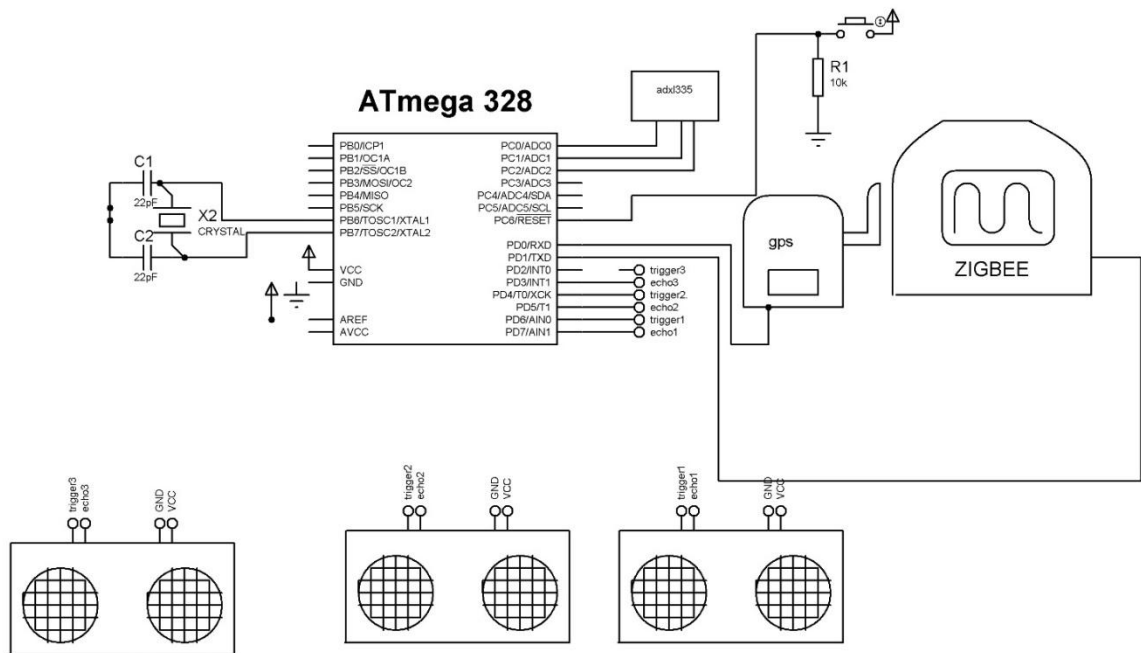 ATmega 328
adxl335
R1
10k
C1
22pF
X2
CRYSTAL
C2
22pF
PB0/ICP1
PB1/OC1A
PB2/SS/OC1B
PB3/MOSI/OC2
PB4/MISO
PB5/SCK
PB6/TOSC1/XTAL1
PB7/TOSC2/XTAL2
VCC
GND
AREF
AVCC
PC0/ADC0
PC1/ADC1
PC2/ADC2
PC3/ADC3
PC4/ADC4/SDA
PC5/ADC5/SCL
PC6/RESET
PD0/RXD
PD1/TXD
PD2/INT0
PD3/INT1
PD4/T0/XCK
PD5/T1
PD6/AIN0
PD7/AIN1
trigger3
echo3
trigger2.
echo2
trigger1
echo1
gps
ZIGBEE
trigger3
echo3
GND
VCC
trigger2
echo2
GND
VCC
trigger1
echo1
GND
VCC